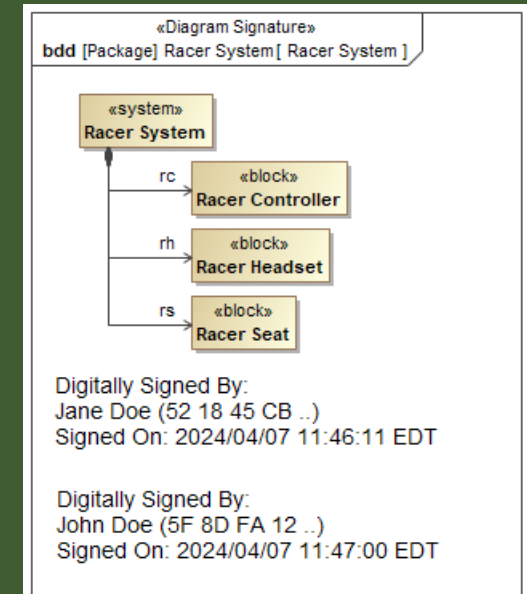 «Diagram Signature»
bdd [Package] Racer System[ Racer System ]
«system»
Racer System
rc
«block»
Racer Controller
rh
«block»
Racer Headset
rs
«block»
Racer Seat
Digitally Signed By:
Jane Doe (52 18 45 CB ..)
Signed On: 2024/04/07 11:46:11 EDT
Digitally Signed By:
John Doe (5F 8D FA 12 ..)
Signed On: 2024/04/07 11:47:00 EDT